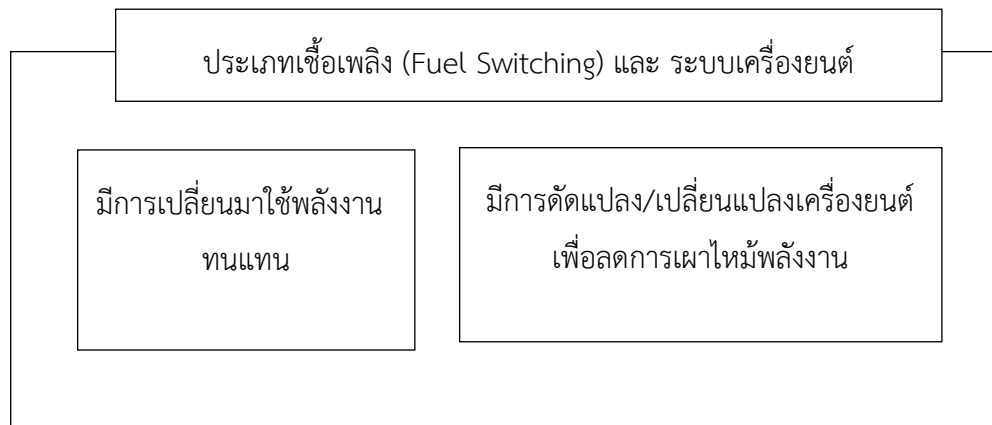 ประเภทเชื้อเพลิง (Fuel Switching) และ ระบบเครื่องยนต์
มีการเปลี่ยนมาใช้พลังงาน
ทนแทน
มีการดัดแปลง/เปลี่ยนแปลงเครื่องยนต์
เพื่อลดการเผาไหม้พลังงาน